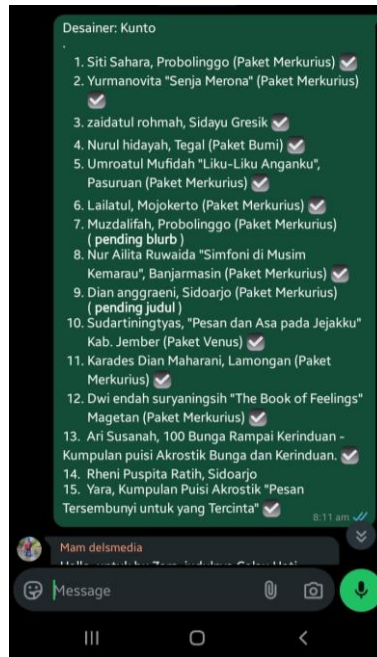 Desainer: Kunto
.
1. Siti Sahara, Probolinggo (Paket Merkurius) ☑
2. Yurmanovita "Senja Merona" (Paket Merkurius)
☑
3. zaidatul rohmah, Sidayu Gresik ☑
4. Nurul hidayah, Tegal (Paket Bumi) ☑
5. Umroatul Mufidah "Liku-Liku Anganku",
Pasuruan (Paket Merkurius) ☑
6. Lailatul, Mojokerto (Paket Merkurius) ☑
7. Muzdalifah, Probolinggo (Paket Merkurius)
( pending blurb )
8. Nur Ailita Ruwaida "Simfoni di Musim
Kemarau", Banjarmasin (Paket Merkurius) ☑
9. Dian anggraeni, Sidoarjo (Paket Merkurius)
( pending judul )
10. Sudartiningtyas, "Pesan dan Asa pada Jejakku"
Kab. Jember (Paket Venus) ☑
11. Karades Dian Maharani, Lamongan (Paket
Merkurius) ☑
12. Dwi endah suryaningsih "The Book of Feelings"
Magetan (Paket Merkurius) ☑
13. Ari Susanah, 100 Bunga Rampai Kerinduan -
Kumpulan puisi Akrostik Bunga dan Kerinduan. ☑
14. Rheni Puspita Ratih, Sidoarjo
15. Yara, Kumpulan Puisi Akrostik "Pesan
Tersembunyi untuk yang Tercinta" ☑
8:11 am
Mam delsmedia
Message